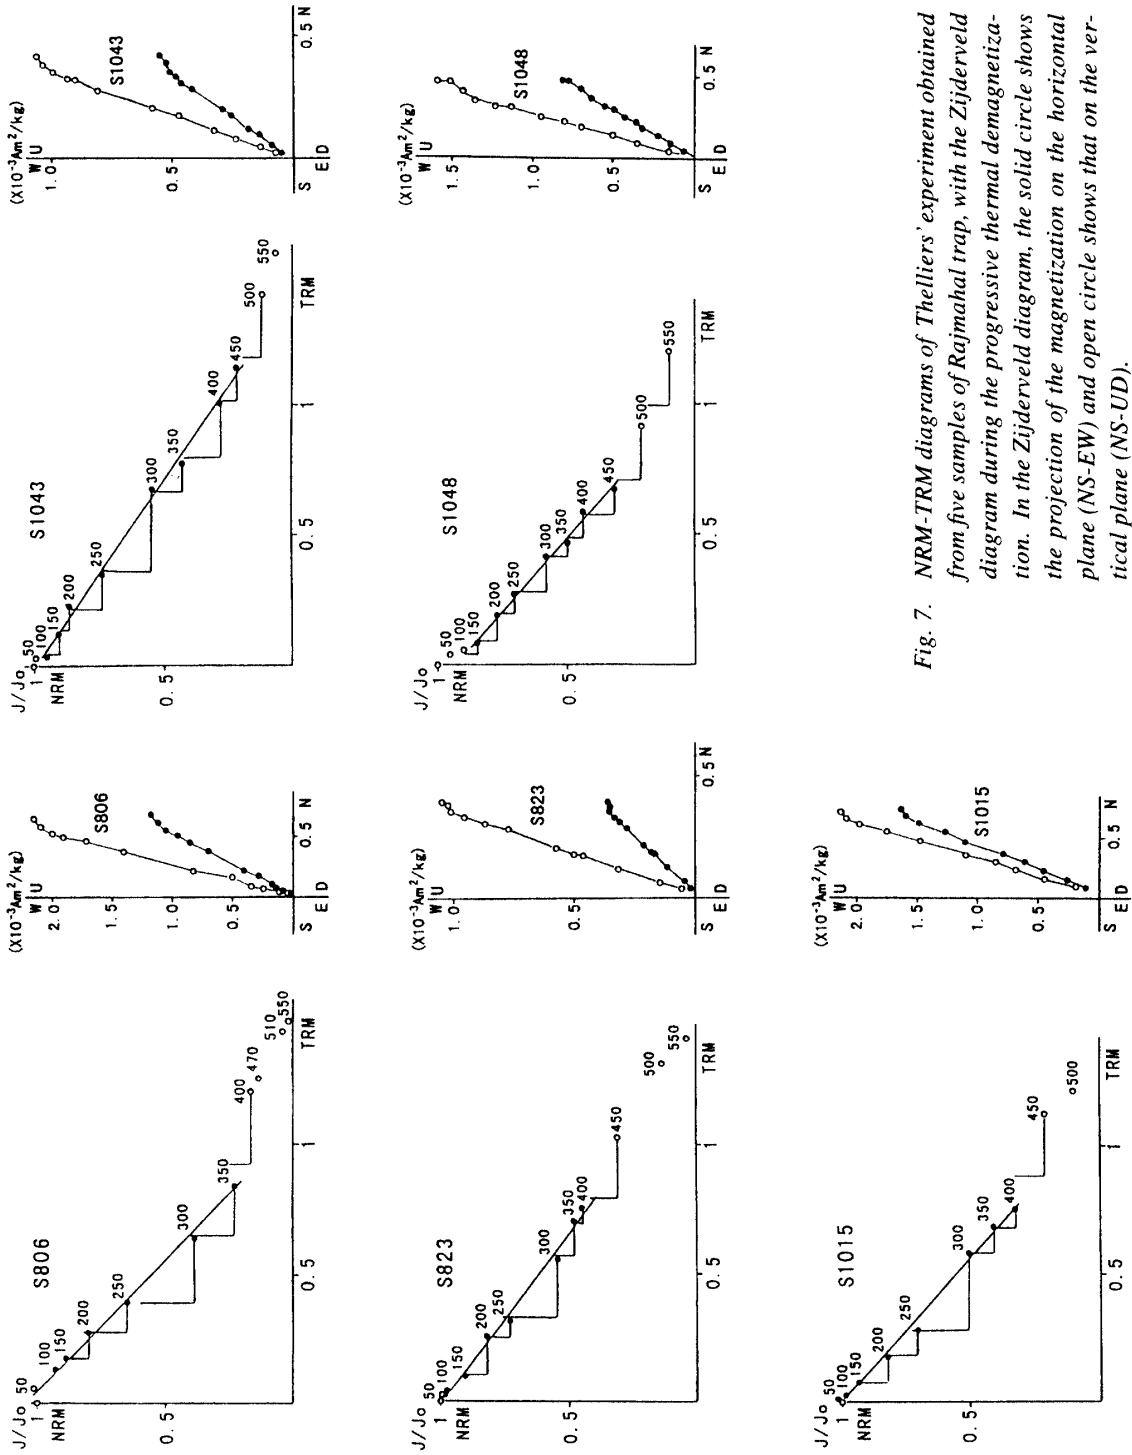 S806
J/Jo
1
NRM
0.5
50
100
150
200
250
300
350
400
470
510
550
0.5
1
TRM
S806
(X10⁻³Am²/kg)
W U
2.0
1.5
1.0
0.5
S
E D
0.5 N
S1043
J/Jo
1
NRM
0.5
50
100
150
200
250
300
350
400
450
500
550
0.5
1
TRM
S1043
(X10⁻³Am²/kg)
W U
1.0
0.5
S
E D
0.5 N
S823
J/Jo
1
NRM
0.5
50
100
150
200
250
300
350
400
450
500
550
0.5
1
TRM
S823
(X10⁻³Am²/kg)
W U
1.0
0.5
S
E D
0.5 N
S1048
J/Jo
1
NRM
0.5
50
100
150
200
250
300
350
400
450
500
550
0.5
1
TRM
S1048
(X10⁻³Am²/kg)
W U
1.5
1.0
0.5
S
E D
0.5 N
S1015
J/Jo
1
NRM
0.5
50
100
150
200
250
300
350
400
450
500
0.5
1
TRM
S1015
(X10⁻³Am²/kg)
W U
2.0
1.5
1.0
0.5
S
E D
0.5 N
Fig. 7. NRM-TRM diagrams of Thelliers' experiment obtained
from five samples of Rajmahal trap, with the Zijderveld
diagram during the progressive thermal demagnetiza-
tion. In the Zijderveld diagram, the solid circle shows
the projection of the magnetization on the horizontal
plane (NS-EW) and open circle shows that on the ver-
tical plane (NS-UD).